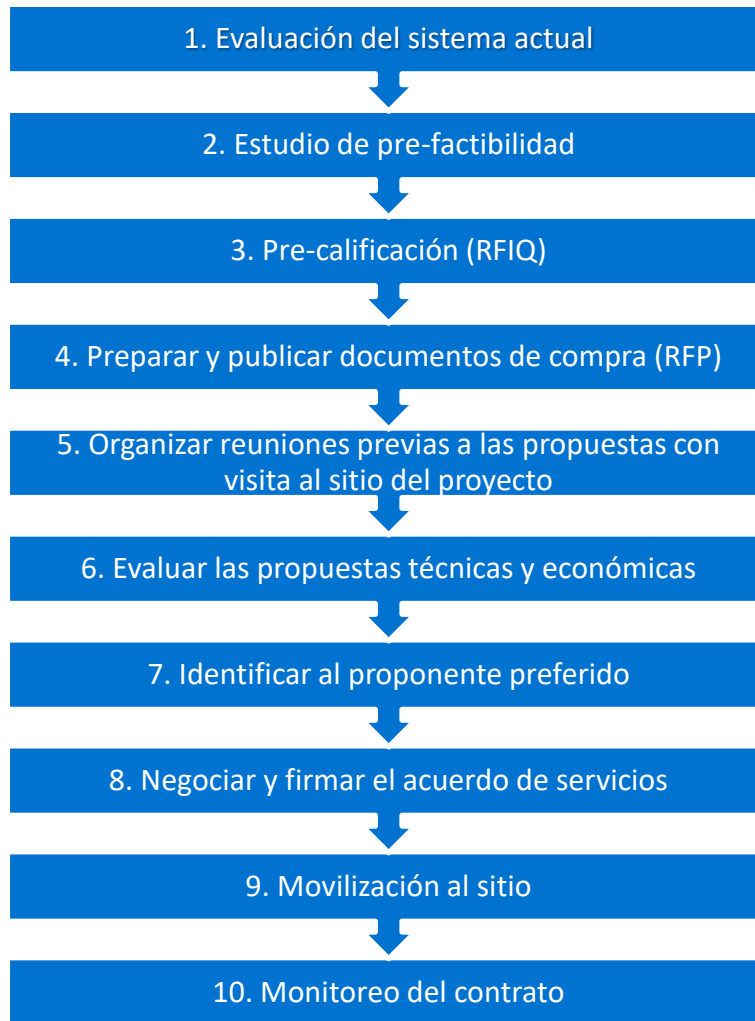 1. Evaluación del sistema actual
2. Estudio de pre-factibilidad
3. Pre-calificación (RFIQ)
4. Preparar y publicar documentos de compra (RFP)
5. Organizar reuniones previas a las propuestas con
visita al sitio del proyecto
6. Evaluar las propuestas técnicas y económicas
7. Identificar al proponente preferido
8. Negociar y firmar el acuerdo de servicios
9. Movilización al sitio
10. Monitoreo del contrato